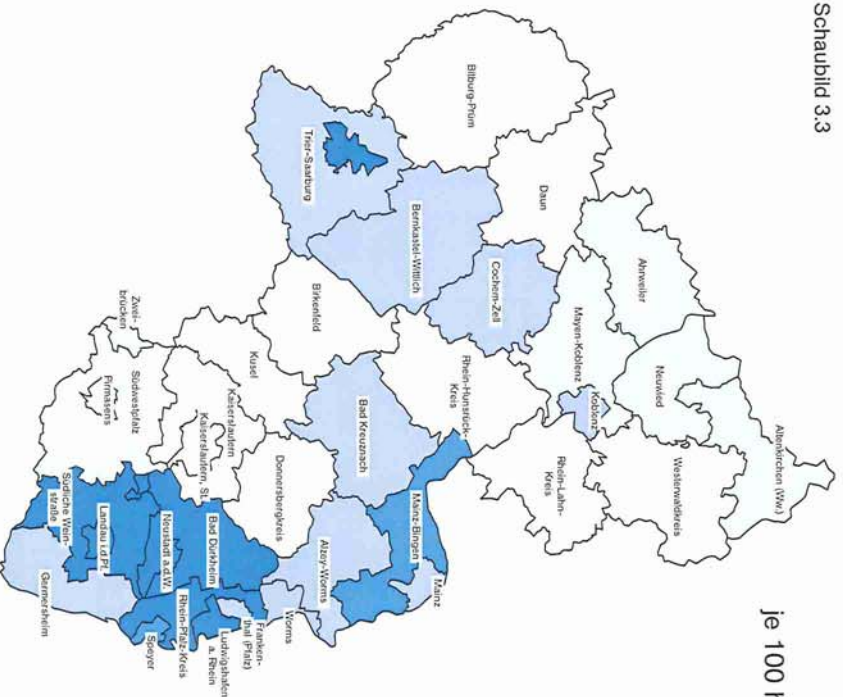 Schaubild 3.3
je 100
Altenkirchen (Ww.)
Neuwied
Westerwaldkreis
Ahrweiler
Mayen-Koblenz
Koblenz
Rhein-Lahn-
Kreis
Daun
Cochem-Zell
Rhein-Hunsrück-
Kreis
Bitburg-Prüm
Bernkastel-Wittlich
Trier-Saarburg
Birkenfeld
Bad Kreuznach
Mainz-Bingen
Mainz
Alzey-Worms
Worms
Donnersbergkreis
Kusel
Kaiserslautern
Kaiserslautern, St.
Bad Dürkheim
Franken-
thal (Pfalz)
Ludwigshafen
a. Rhein
Rhein-Pfalz-Kreis
Speyer
Neustadt a.d.W.
Landau i.d.Pf.
Zwei-
brücken
Südwestpfalz
Pirmasens
Südliche Wein-
straße
Germersheim